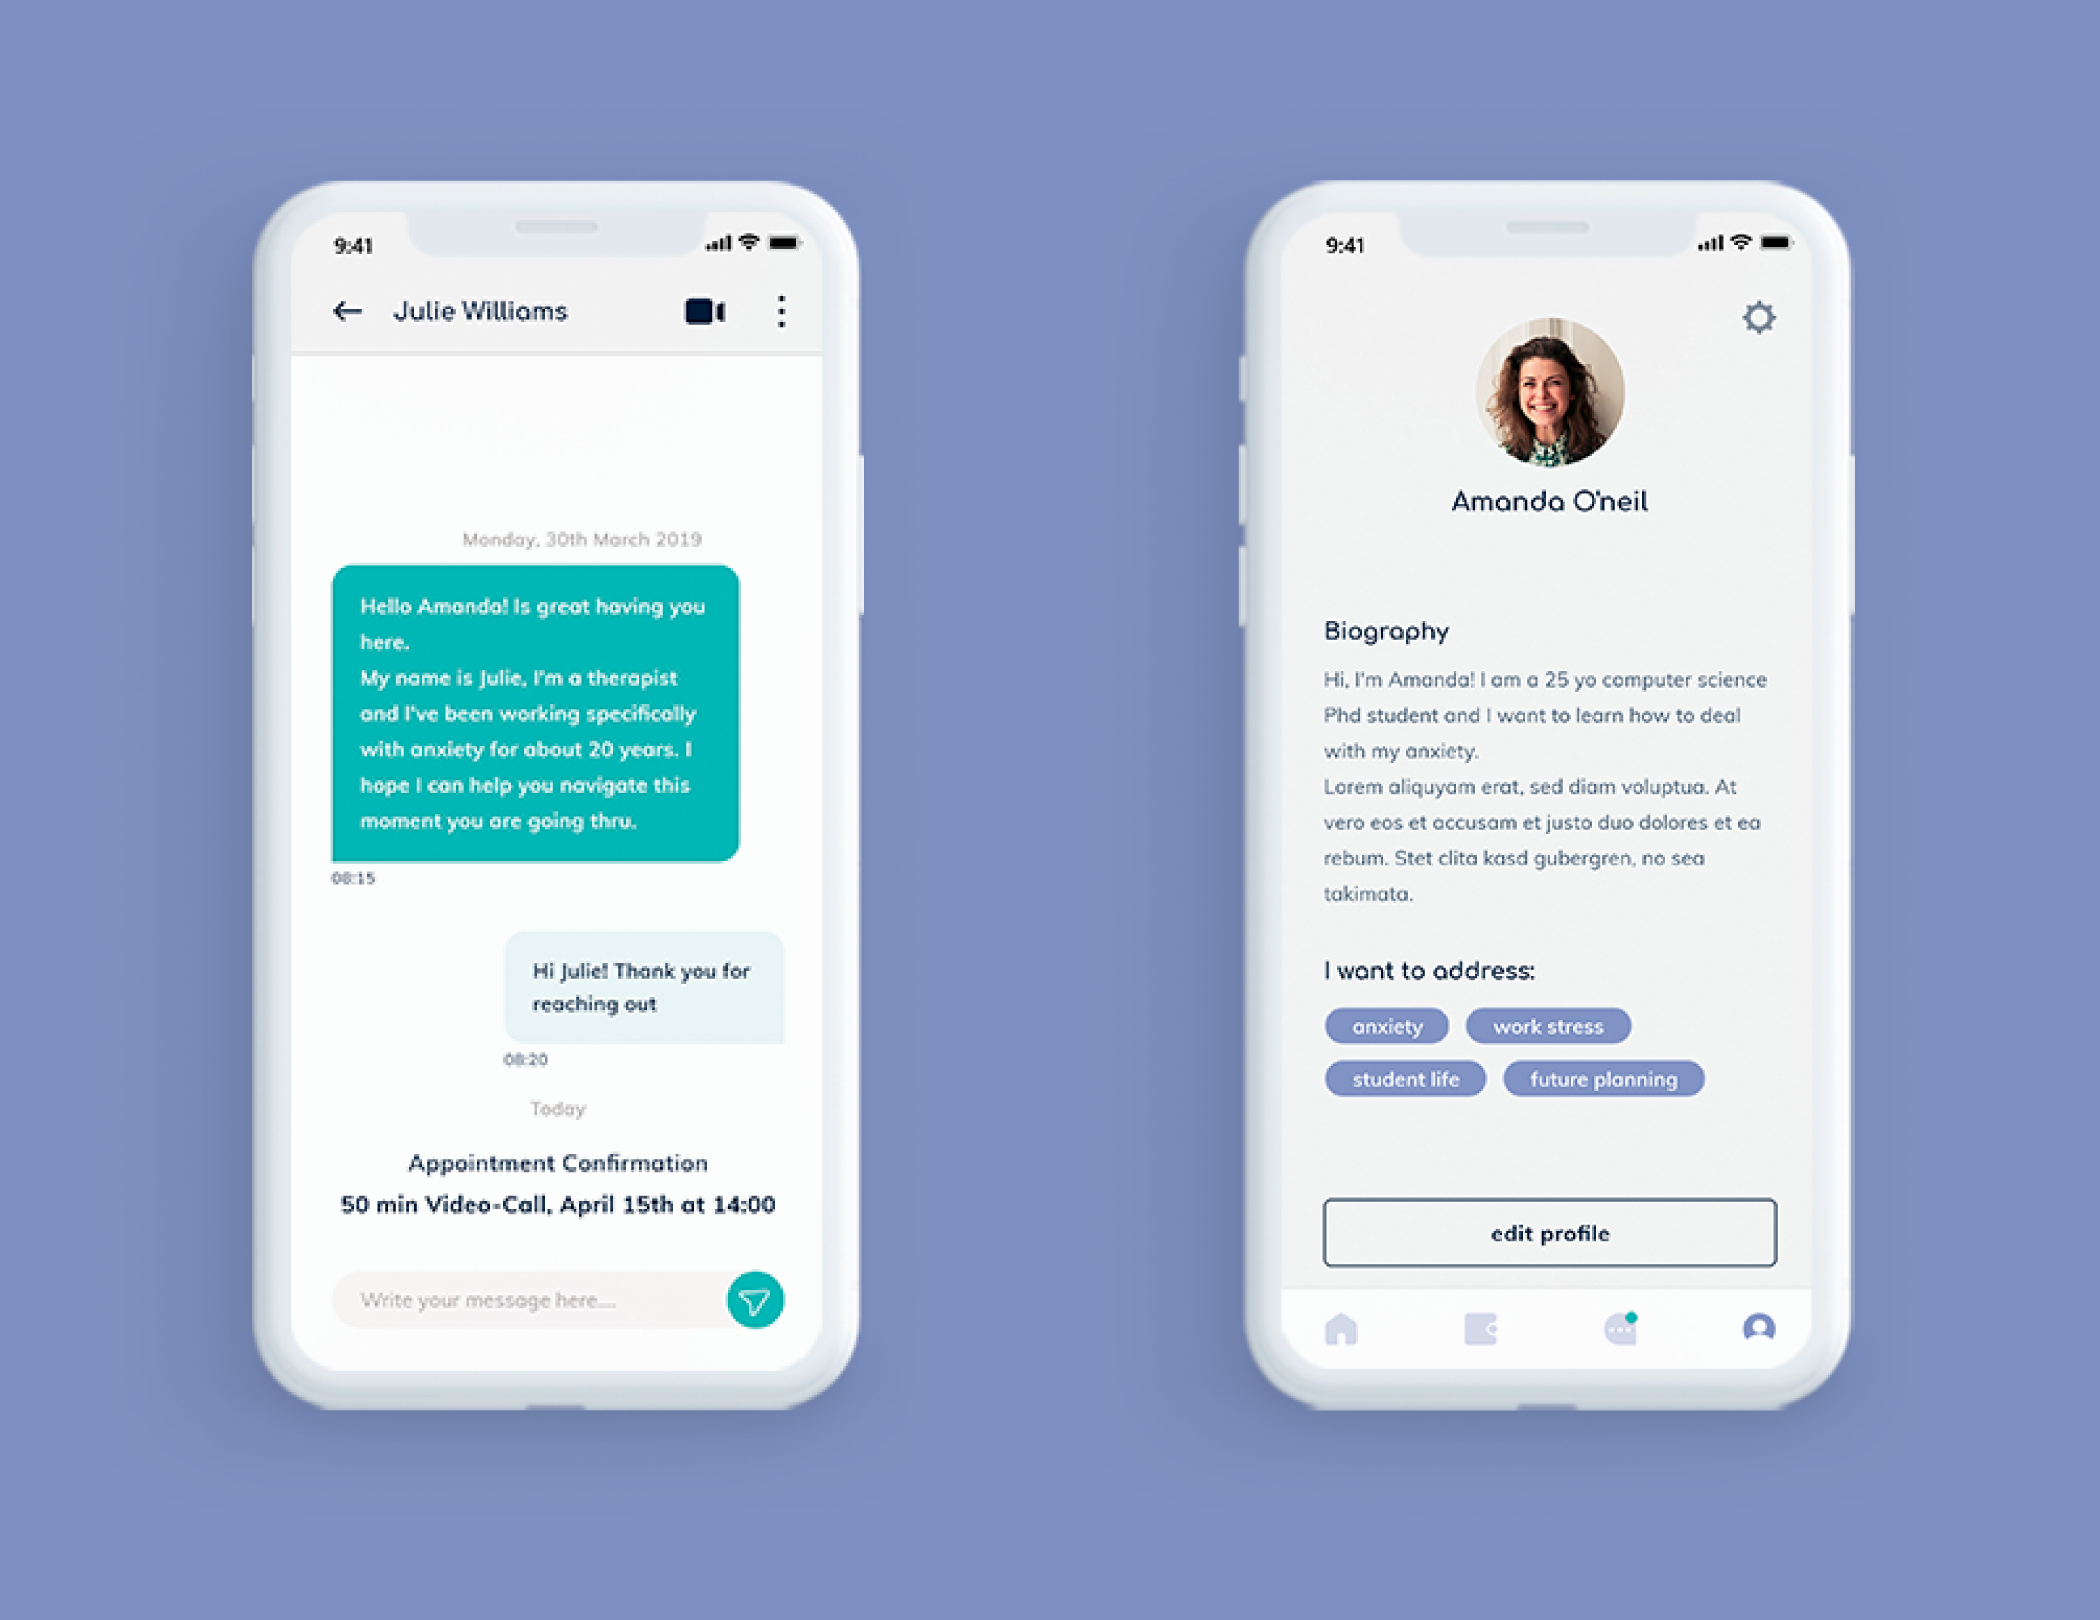 9:41
Julie Williams
Monday, 30th March 2019
Hello Amanda! Is great having you
here.
My name is Julie, I'm a therapist
and I've been working specifically
with anxiety for about 20 years. I
hope I can help you navigate this
moment you are going thru.
08:15
Hi Julie! Thank you for
reaching out
08:20
Today
Appointment Confirmation
50 min Video-Call, April 15th at 14:00
Write your message here....
9:41
Amanda O'neil
Biography
Hi, I'm Amanda! I am a 25 yo computer science
Phd student and I want to learn how to deal
with my anxiety.
Lorem aliquyam erat, sed diam voluptua. At
vero eos et accusam et justo duo dolores et ea
rebum. Stet clita kasd gubergren, no sea
takimata.
I want to address:
anxiety work stress
student life future planning
edit profile